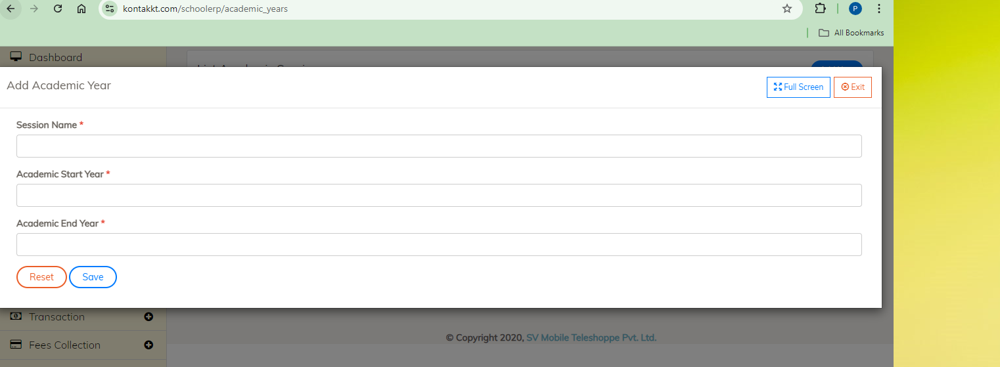 kontakkt.com/schoolerp/academic_years
P
All Bookmarks
Dashboard
Add Academic Year
Full Screen
Exit
Session Name *
Academic Start Year *
Academic End Year *
Reset
Save
Transaction
Fees Collection
© Copyright 2020, SV Mobile Teleshoppe Pvt. Ltd.